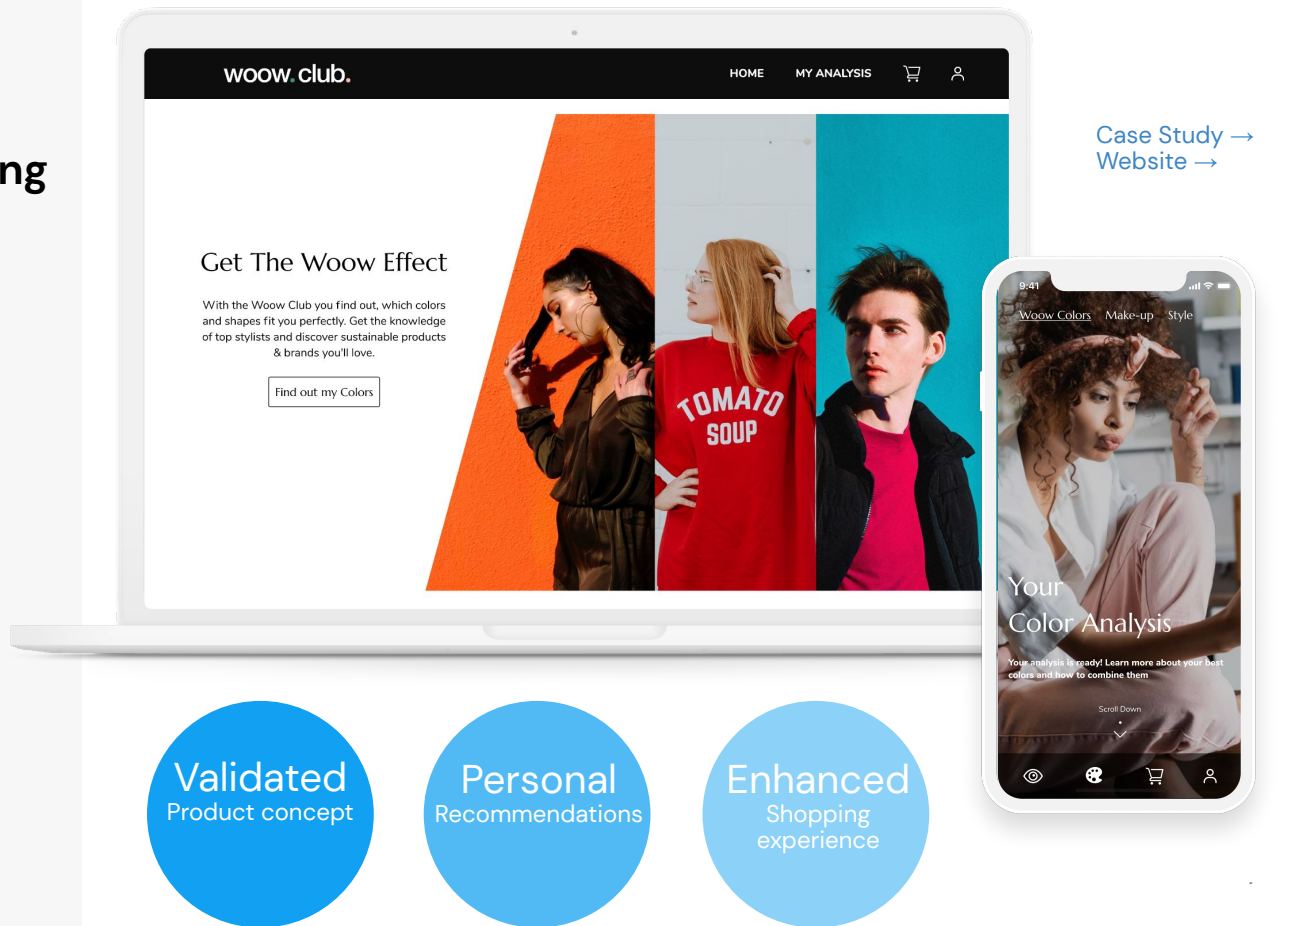 ng
woow.club.
HOME MY ANALYSIS
Get The Woow Effect
With the Woow Club you find out, which colors
and shapes fit you perfectly. Get the knowledge
of top stylists and discover sustainable products
& brands you'll love.
Find out my Colors
TOMATO
SOUP
Case Study →
Website →
9:41
Woow Colors Make-up Style
Your
Color Analysis
Your analysis is ready! Learn more about your best
colors and how to combine them
Scroll Down
Validated
Product concept
Personal
Recommendations
Enhanced
Shopping
experience